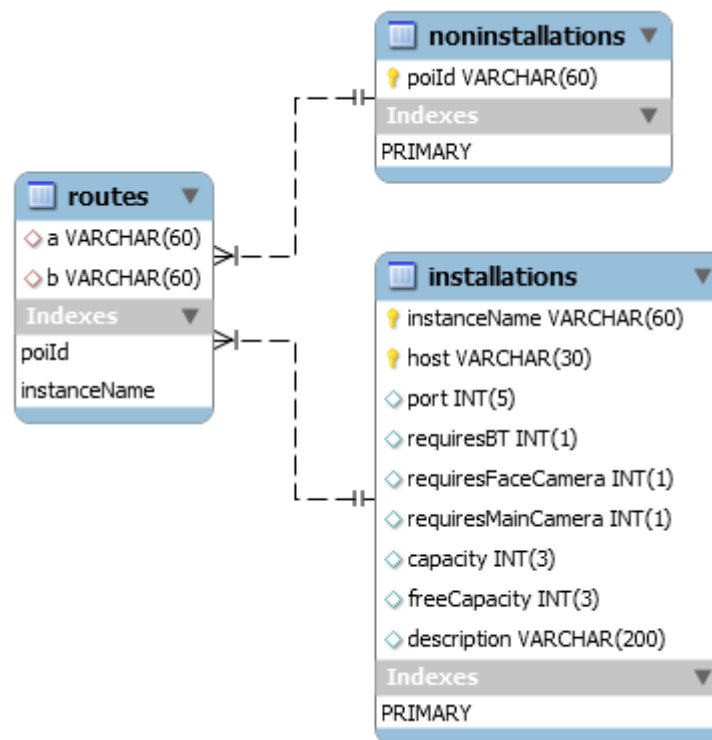 noninstallations
poiId VARCHAR(60)
Indexes
PRIMARY
routes
a VARCHAR(60)
b VARCHAR(60)
Indexes
poiId
instanceName
installations
instanceName VARCHAR(60)
host VARCHAR(30)
port INT(5)
requiresBT INT(1)
requiresFaceCamera INT(1)
requiresMainCamera INT(1)
capacity INT(3)
freeCapacity INT(3)
description VARCHAR(200)
Indexes
PRIMARY